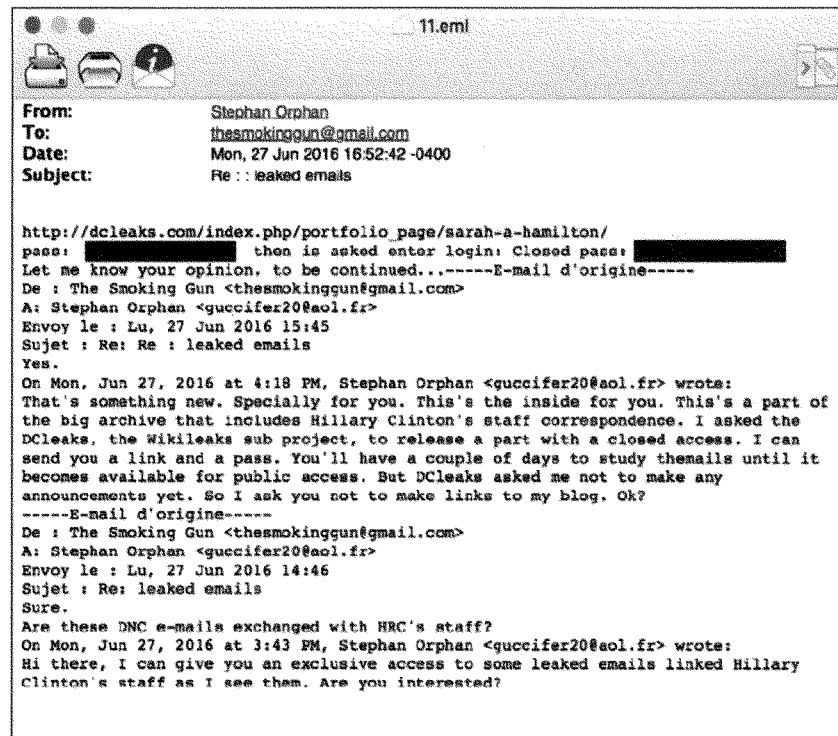 11.eml
From: Stephan Orphan
To: thesmokinggun@gmail.com
Date: Mon, 27 Jun 2016 16:52:42 -0400
Subject: Re : : leaked emails
http://dcleaks.com/index.php/portfolio_page/sarah-a-hamilton/
pass: then is asked enter login: Closed pass:
Let me know your opinion. to be continued...-----E-mail d'origine-----
De : The Smoking Gun <thesmokinggun@gmail.com>
A: Stephan Orphan <guccifer20@aol.fr>
Envoy le : Lu, 27 Jun 2016 15:45
Sujet : Re: Re : leaked emails
Yes.
On Mon, Jun 27, 2016 at 4:18 PM, Stephan Orphan <guccifer20@aol.fr> wrote:
That's something new. Specially for you. This's the inside for you. This's a part of
the big archive that includes Hillary Clinton's staff correspondence. I asked the
DCleaks, the Wikileaks sub project, to release a part with a closed access. I can
send you a link and a pass. You'll have a couple of days to study themails until it
becomes available for public access. But DCleaks asked me not to make any
announcements yet. So I ask you not to make links to my blog. Ok?
-----E-mail d'origine-----
De : The Smoking Gun <thesmokinggun@gmail.com>
A: Stephan Orphan <guccifer20@aol.fr>
Envoy le : Lu, 27 Jun 2016 14:46
Sujet : Re: leaked emails
Sure.
Are these DNC e-mails exchanged with HRC's staff?
On Mon, Jun 27, 2016 at 3:43 PM, Stephan Orphan <guccifer20@aol.fr> wrote:
Hi there, I can give you an exclusive access to some leaked emails linked Hillary
Clinton's staff as I see them. Are you interested?